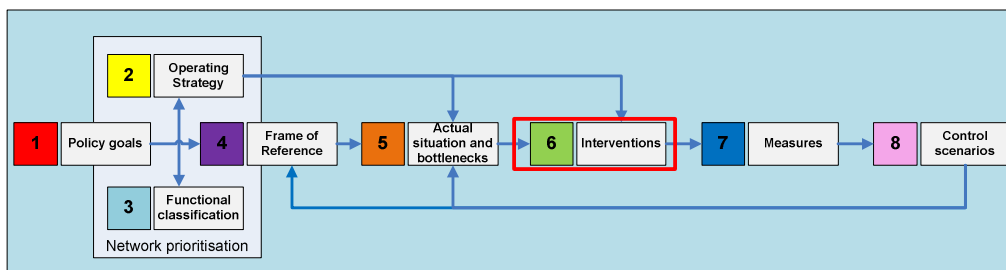 1
Policy goals
2
Operating
Strategy
3
Functional
classification
Network prioritisation
4
Frame of
Reference
5
Actual
situation and
bottlenecks
6
Interventions
7
Measures
8
Control
scenarios